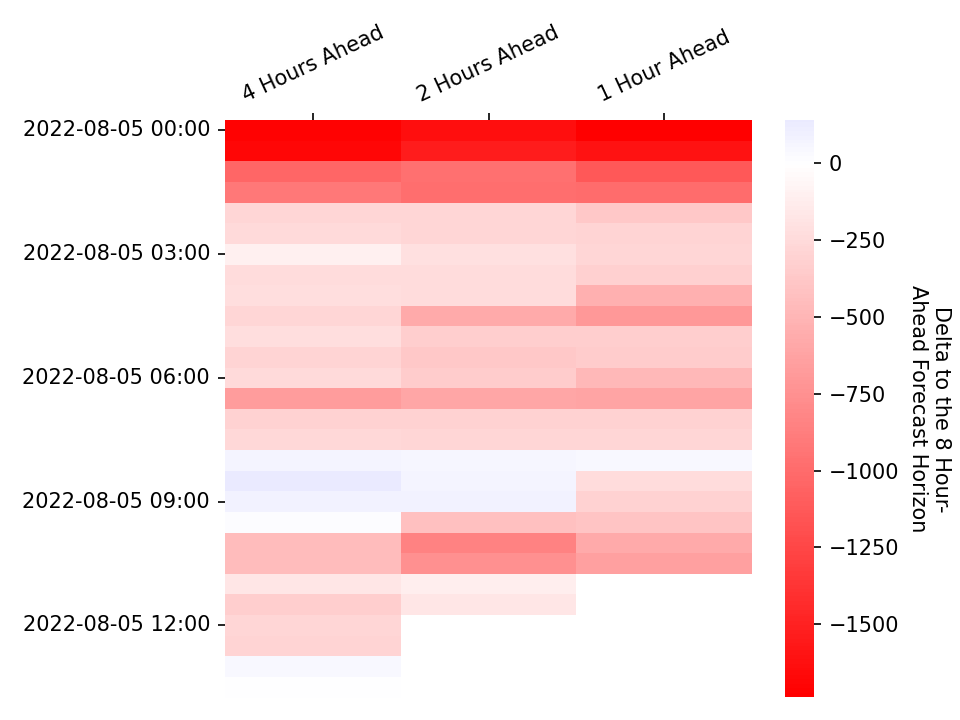 4 Hours Ahead
2 Hours Ahead
1 Hour Ahead
2022-08-05 00:00
2022-08-05 03:00
2022-08-05 06:00
2022-08-05 09:00
2022-08-05 12:00
0
−250
−500
−750
−1000
−1250
−1500
Delta to the 8 Hour-
Ahead Forecast Horizon